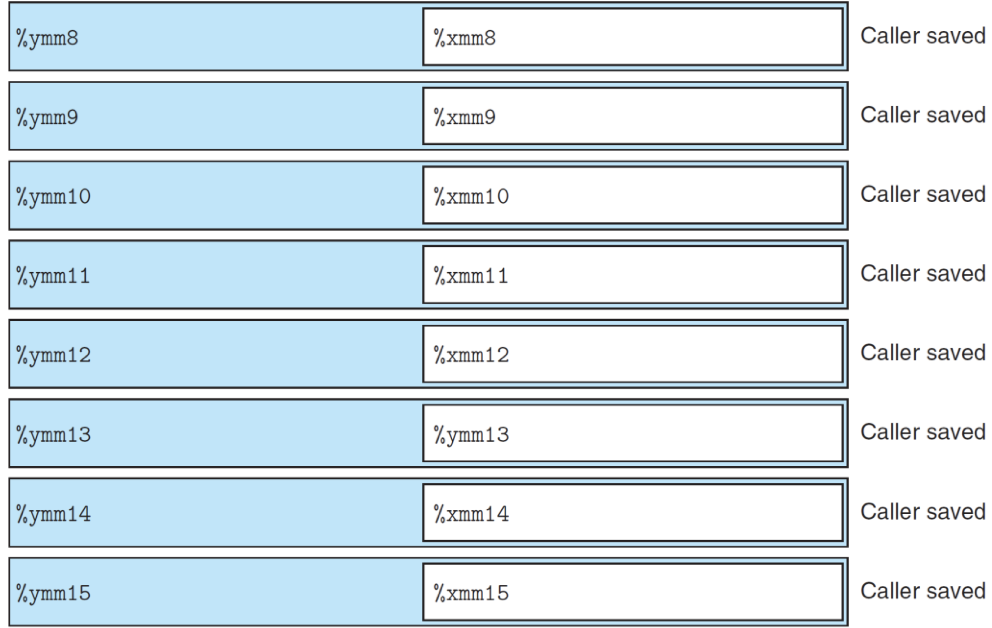 %ymm8 %xmm8 Caller saved
%ymm9 %xmm9 Caller saved
%ymm10 %xmm10 Caller saved
%ymm11 %xmm11 Caller saved
%ymm12 %xmm12 Caller saved
%ymm13 %ymm13 Caller saved
%ymm14 %xmm14 Caller saved
%ymm15 %xmm15 Caller saved